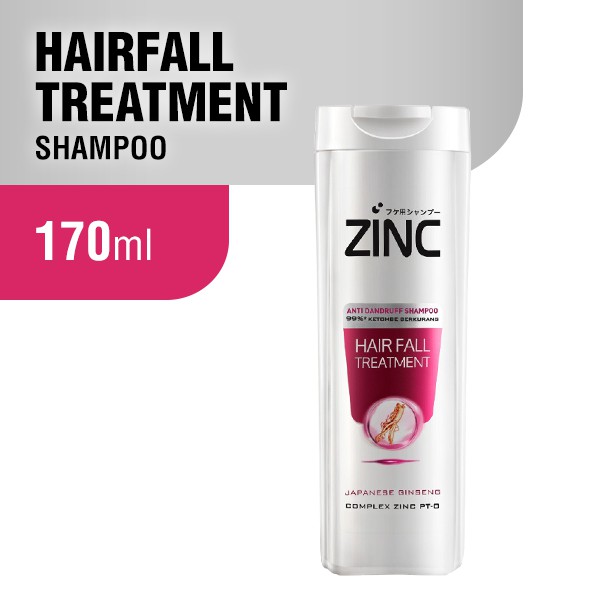 HAIRFALL
TREATMENT
SHAMPOO
170ml
フケ用シャンプー
ZINC
ANTI DANDRUFF SHAMPOO
99%* KETOMBE BERKURANG
HAIR FALL
TREATMENT
JAPANESE GINSENG
COMPLEX ZINC PT-O